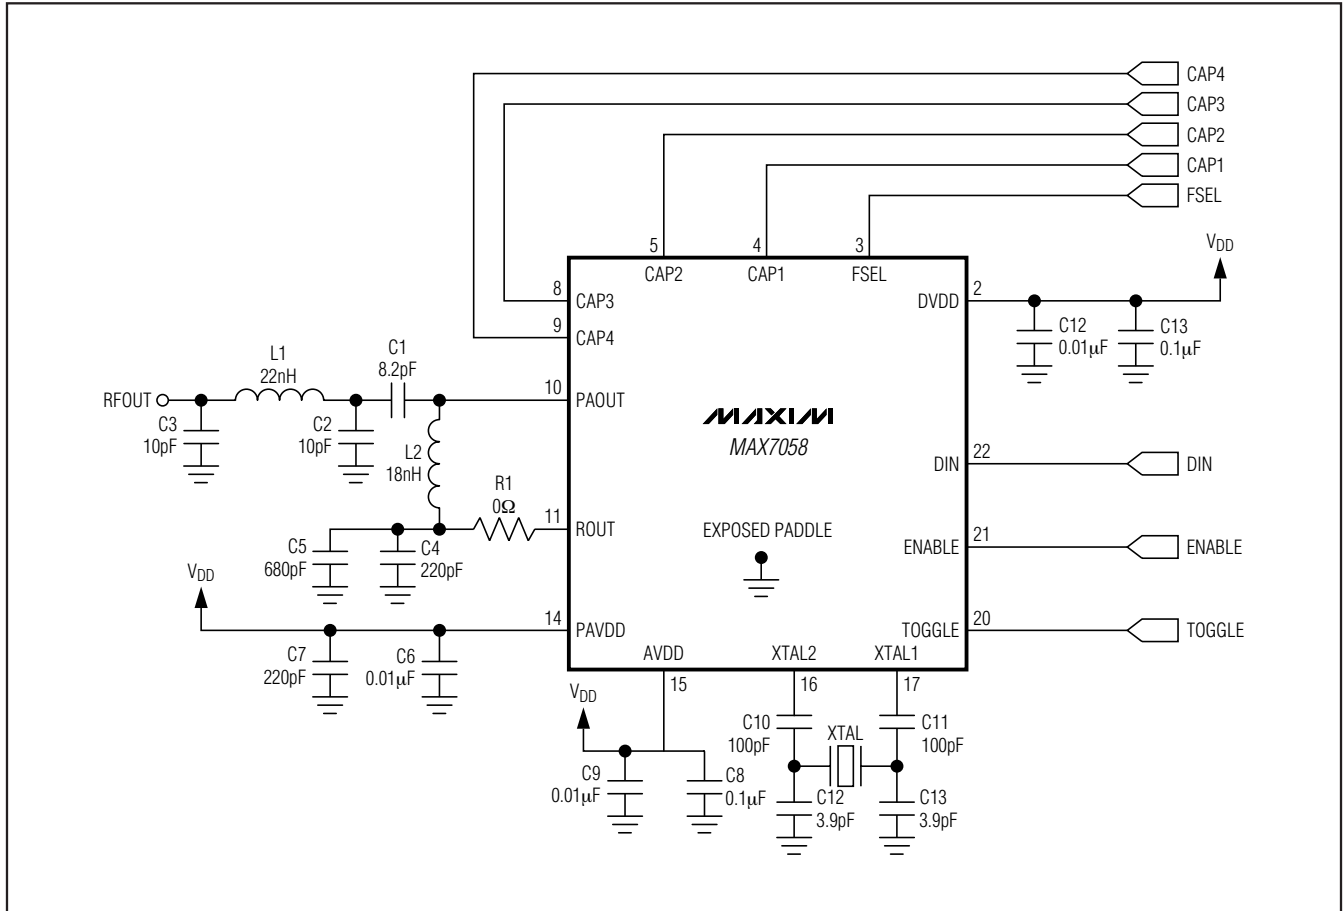 CAP4
CAP3
CAP2
CAP1
FSEL
5
4
3
CAP2
CAP1
FSEL
VDD
8
CAP3
9
CAP4
DVDD
2
C12
0.01µF
C13
0.1µF
L1
22nH
C1
8.2pF
RFOUT
10
PAOUT
C3
10pF
C2
10pF
L2
18nH
MAXIM
MAX7058
DIN
22
DIN
R1
0Ω
11
ROUT
EXPOSED PADDLE
C5
680pF
C4
220pF
ENABLE
21
ENABLE
VDD
14
PAVDD
TOGGLE
20
TOGGLE
C7
220pF
C6
0.01µF
AVDD
XTAL2
XTAL1
15
16
17
VDD
C10
100pF
XTAL
C11
100pF
C9
0.01µF
C8
0.1µF
C12
3.9pF
C13
3.9pF